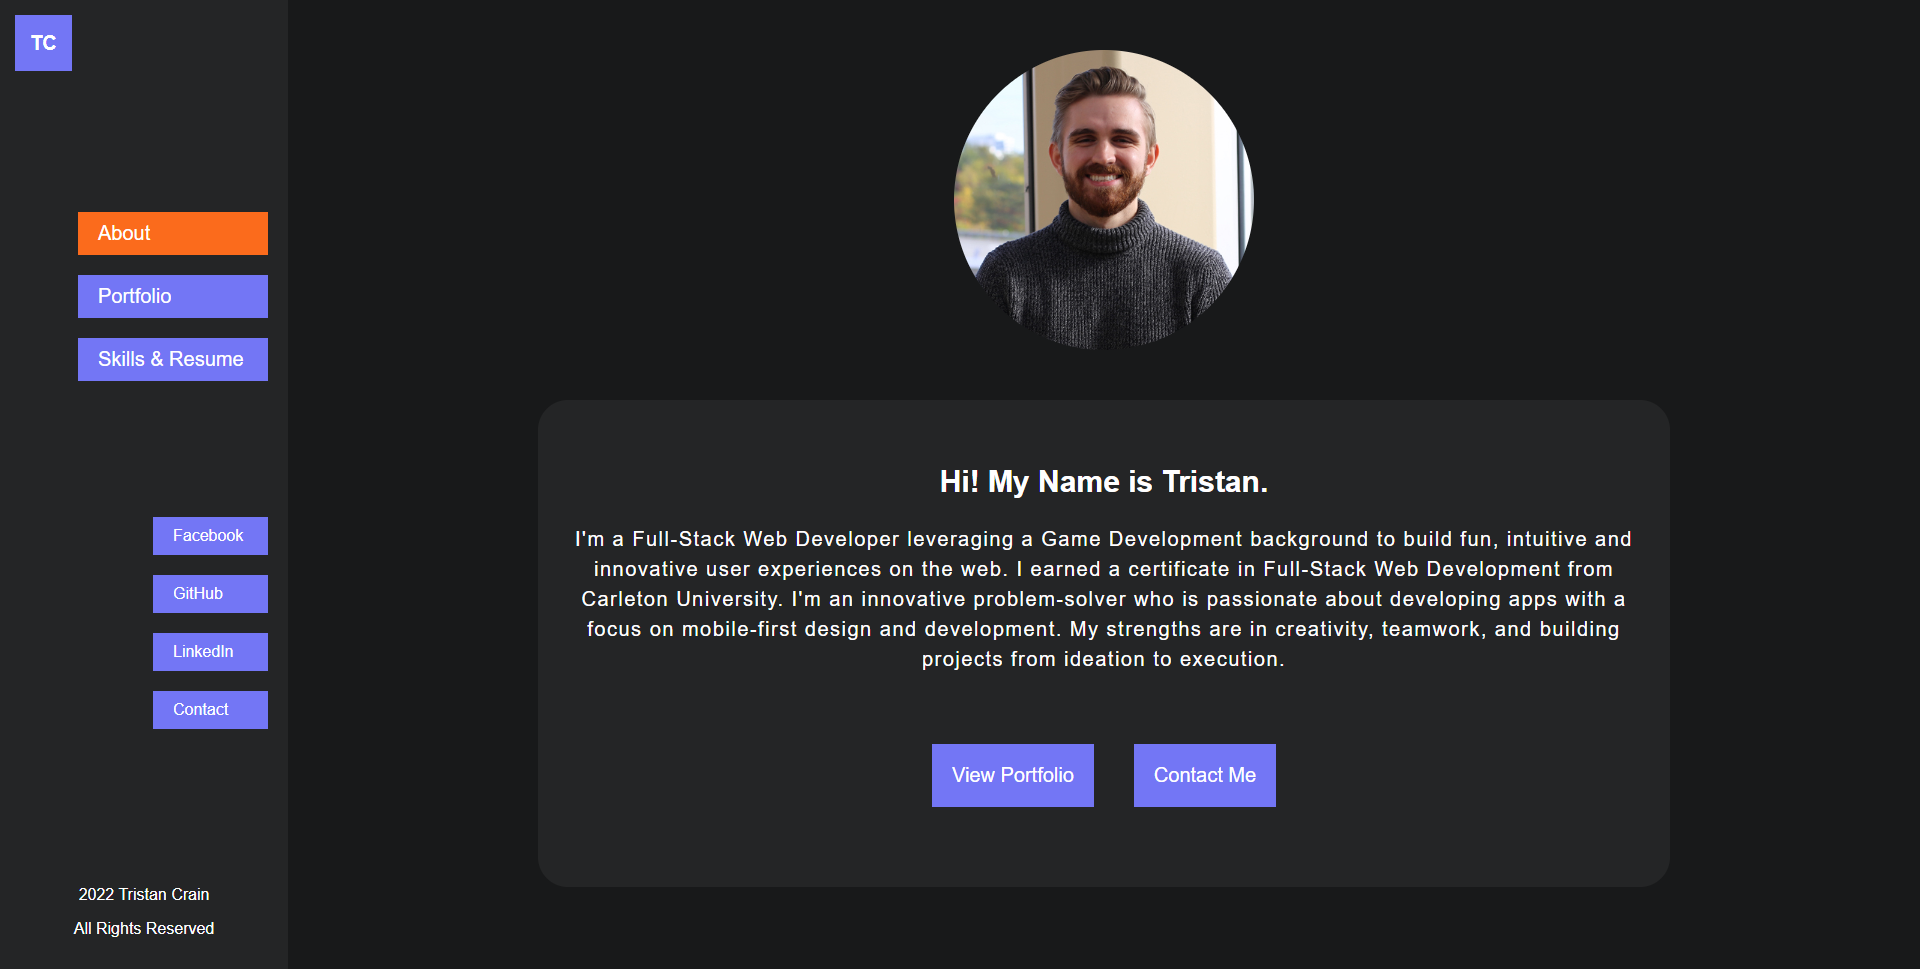 TC
About
Portfolio
Skills & Resume
Facebook
GitHub
LinkedIn
Contact
2022 Tristan Crain
All Rights Reserved
Hi! My Name is Tristan.
I'm a Full-Stack Web Developer leveraging a Game Development background to build fun, intuitive and
innovative user experiences on the web. I earned a certificate in Full-Stack Web Development from
Carleton University. I'm an innovative problem-solver who is passionate about developing apps with a
focus on mobile-first design and development. My strengths are in creativity, teamwork, and building
projects from ideation to execution.
View Portfolio
Contact Me